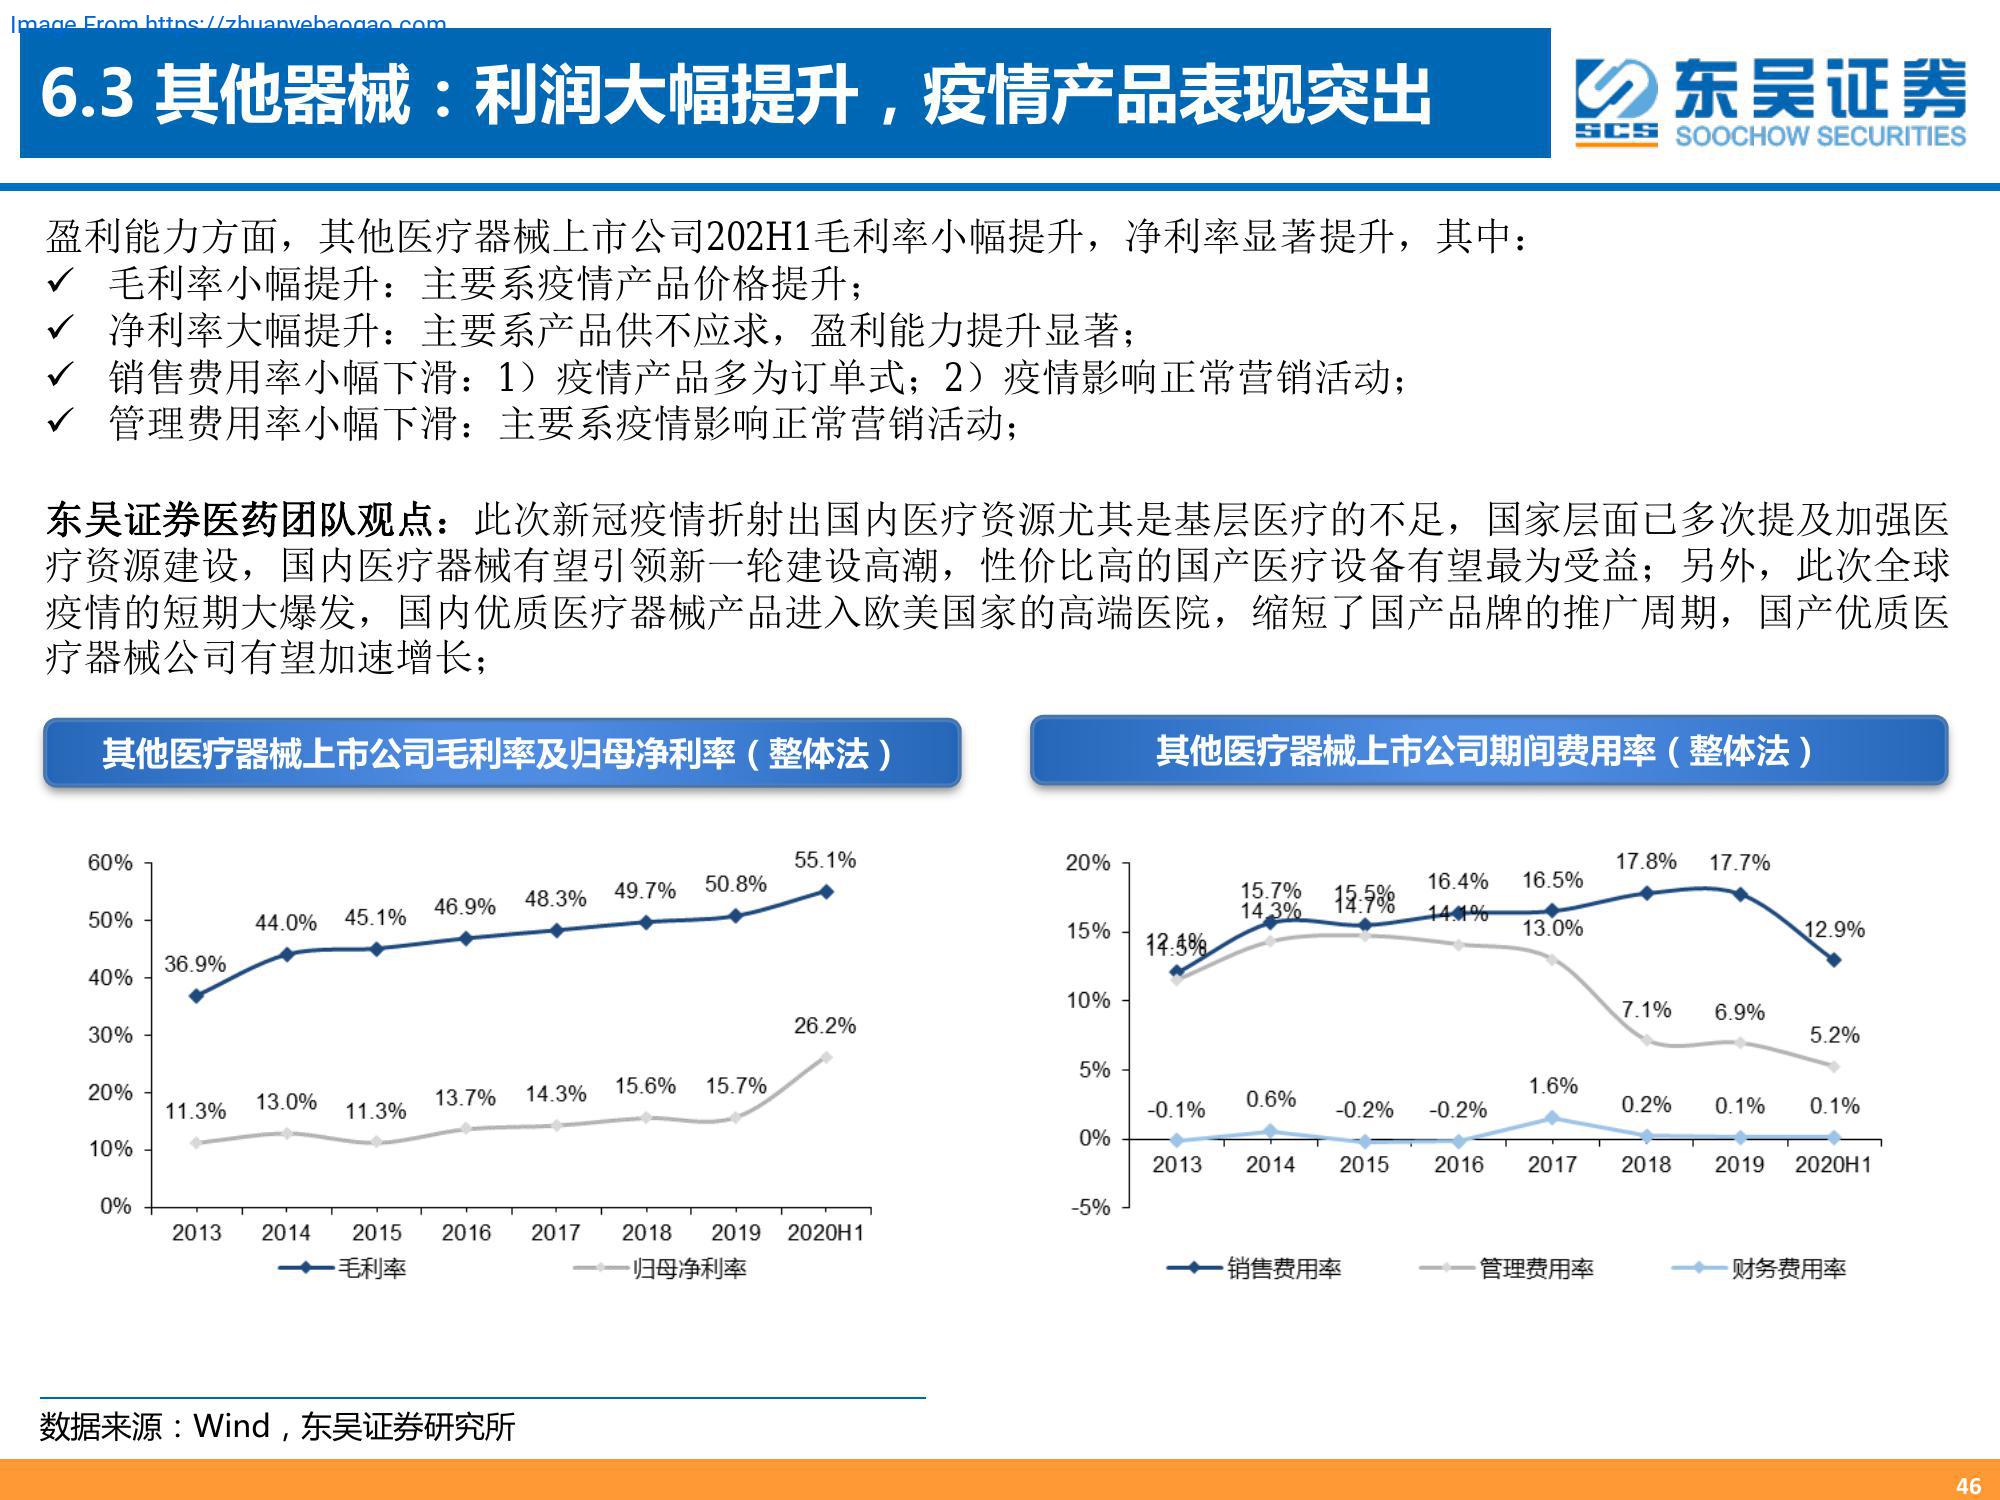 Image From https://zhuanyebaogao.com
6.3 其他器械：利润大幅提升，疫情产品表现突出
SCS
东吴证券
SOOCHOW SECURITIES
盈利能力方面，其他医疗器械上市公司202H1毛利率小幅提升，净利率显著提升，其中：
✓ 毛利率小幅提升：主要系疫情产品价格提升；
✓ 净利率大幅提升：主要系产品供不应求，盈利能力提升显著；
✓ 销售费用率小幅下滑：1）疫情产品多为订单式；2）疫情影响正常营销活动；
✓ 管理费用率小幅下滑：主要系疫情影响正常营销活动；
东吴证券医药团队观点：此次新冠疫情折射出国内医疗资源尤其是基层医疗的不足，国家层面已多次提及加强医
疗资源建设，国内医疗器械有望引领新一轮建设高潮，性价比高的国产医疗设备有望最为受益；另外，此次全球
疫情的短期大爆发，国内优质医疗器械产品进入欧美国家的高端医院，缩短了国产品牌的推广周期，国产优质医
疗器械公司有望加速增长；
其他医疗器械上市公司毛利率及归母净利率（整体法）
60%
50%
40%
30%
20%
10%
0%
36.9%
44.0%
45.1%
46.9%
48.3%
49.7%
50.8%
55.1%
11.3%
13.0%
11.3%
13.7%
14.3%
15.6%
15.7%
26.2%
2013 2014 2015 2016 2017 2018 2019 2020H1
毛利率 归母净利率
其他医疗器械上市公司期间费用率（整体法）
20%
15%
10%
5%
0%
-5%
12.1%
15.7%
15.5%
16.4%
16.5%
17.8%
17.7%
12.9%
11.5%
14.3%
14.7%
14.1%
13.0%
7.1%
6.9%
5.2%
-0.1%
0.6%
-0.2%
-0.2%
1.6%
0.2%
0.1%
0.1%
2013 2014 2015 2016 2017 2018 2019 2020H1
销售费用率 管理费用率 财务费用率
数据来源：Wind，东吴证券研究所
46